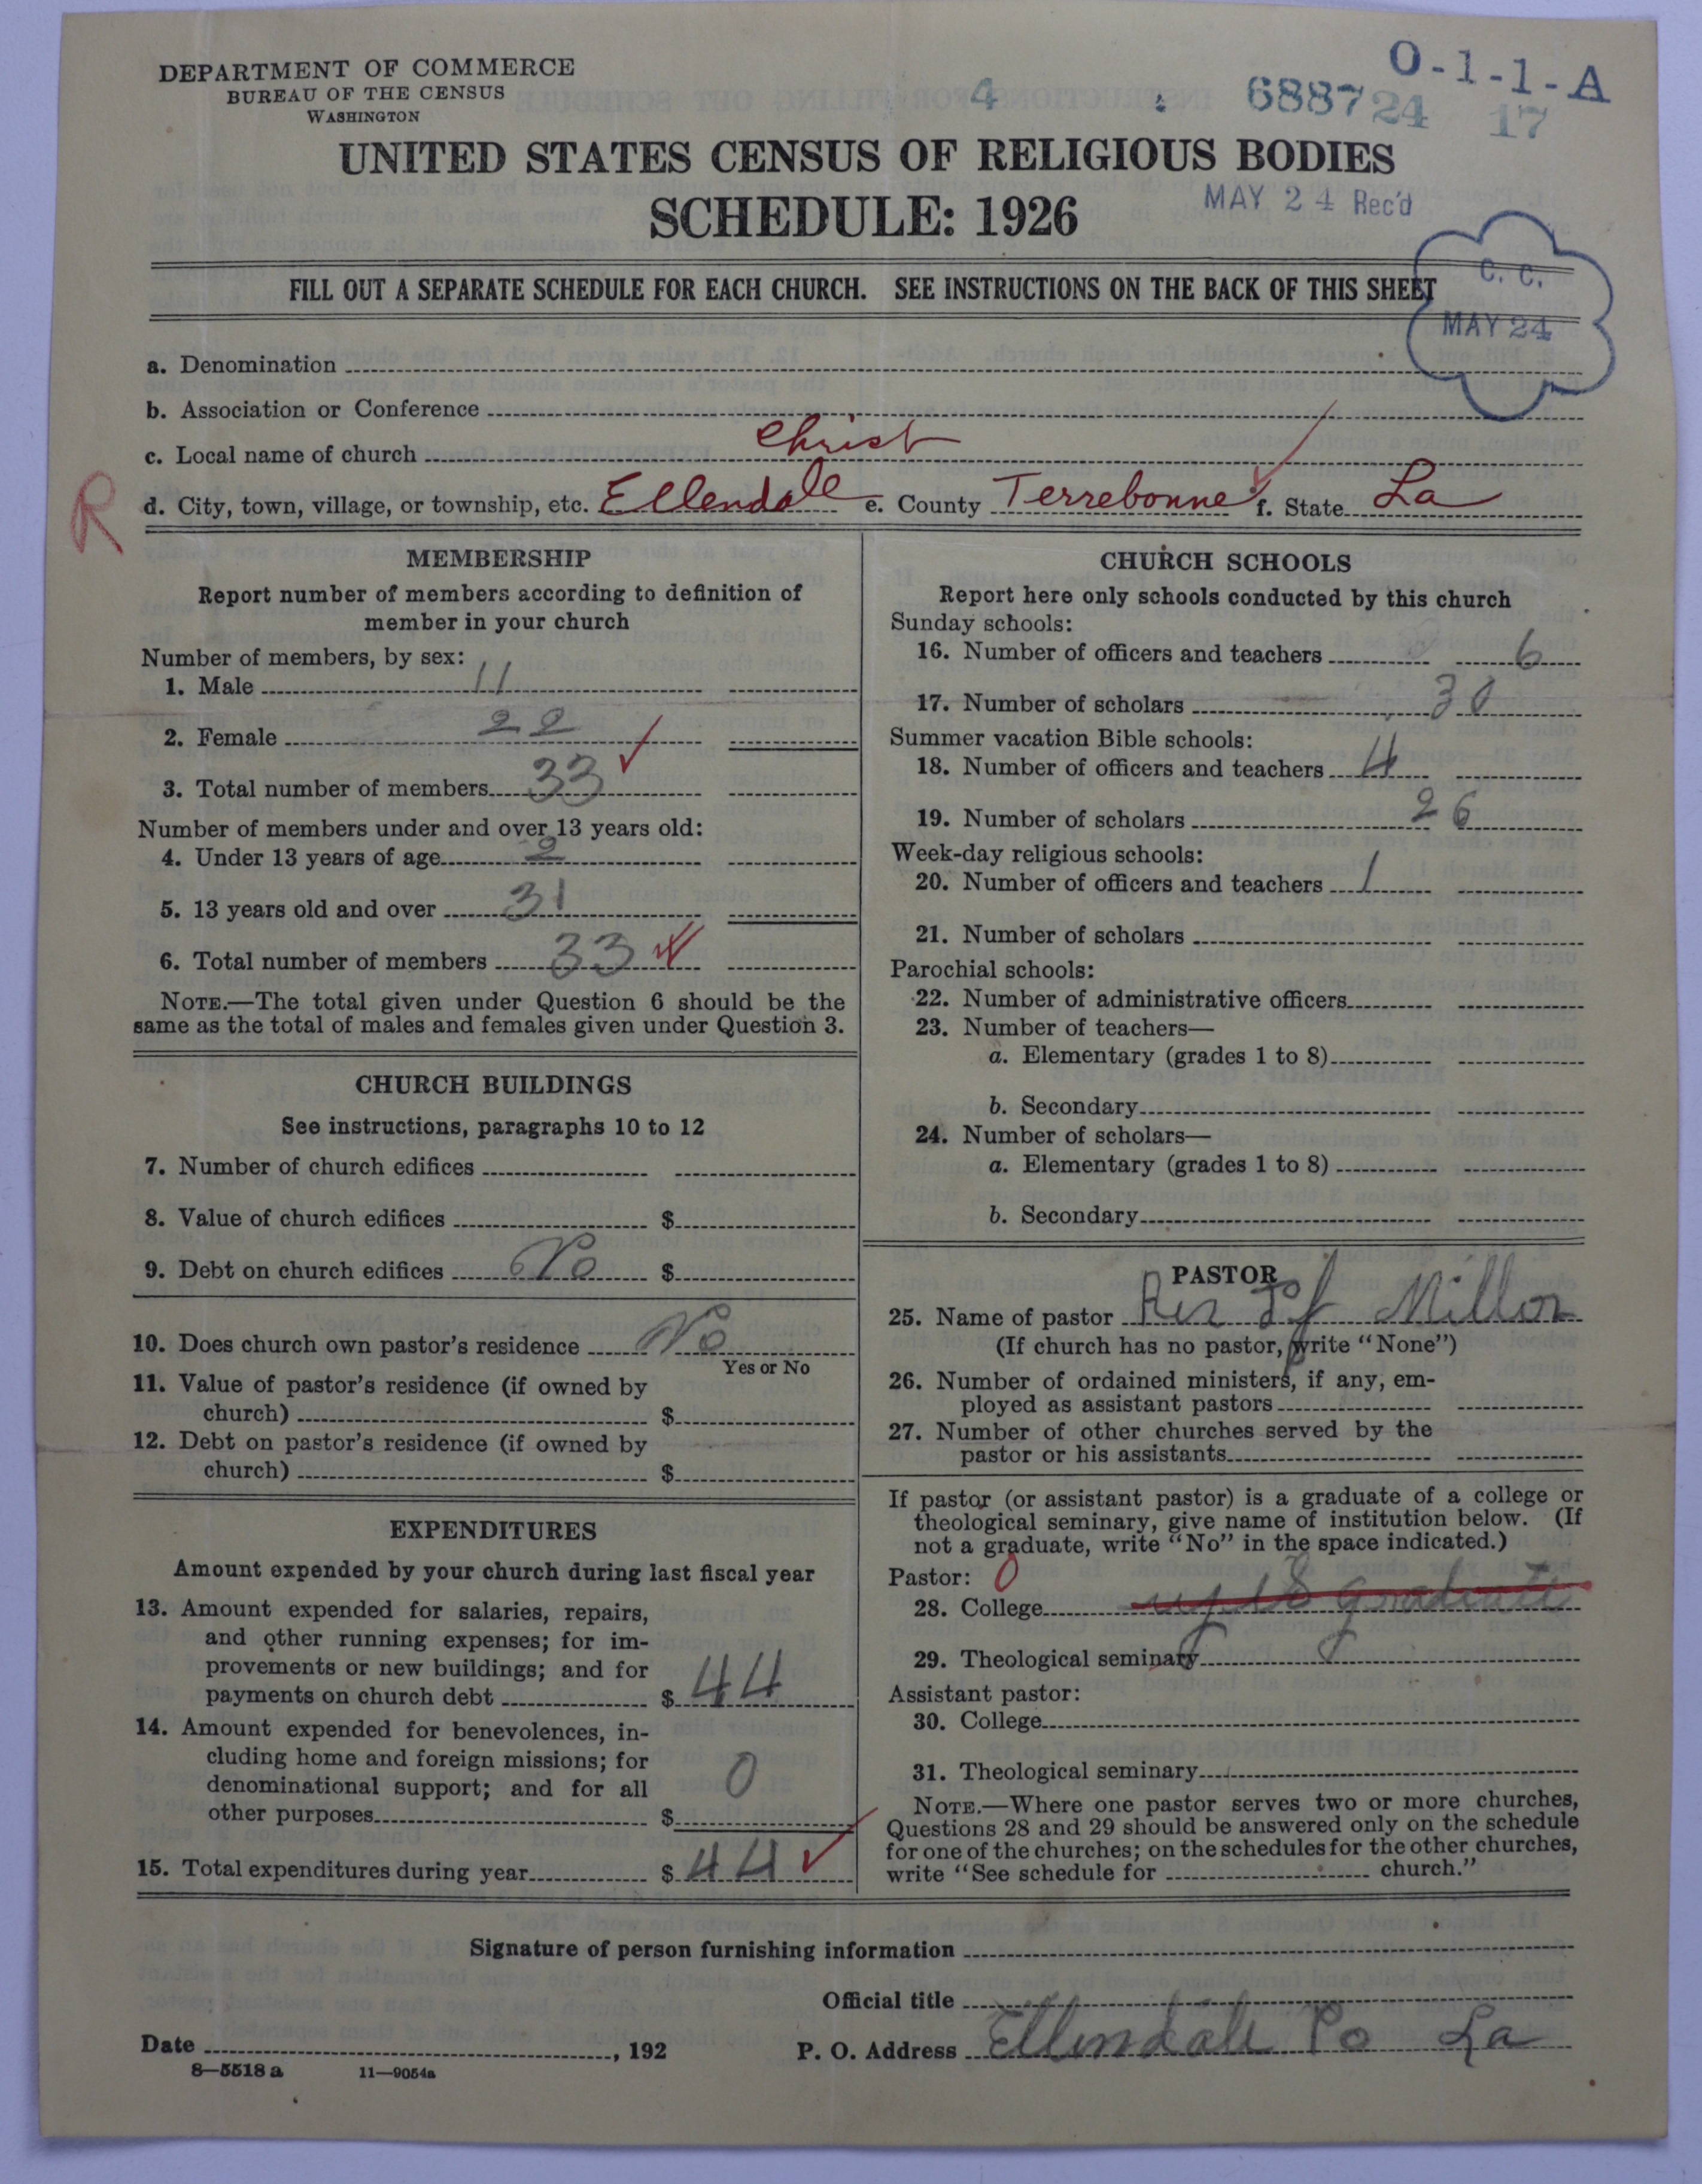 DEPARTMENT OF COMMERCE
BUREAU OF THE CENSUS
WASHINGTON
O-1-1-A
4 6887 24 17
UNITED STATES CENSUS OF RELIGIOUS BODIES
SCHEDULE: 1926
MAY 24 Rec'd
FILL OUT A SEPARATE SCHEDULE FOR EACH CHURCH. SEE INSTRUCTIONS ON THE BACK OF THIS SHEET
C. C.
MAY 24
a. Denomination
b. Association or Conference
c. Local name of church Christ
R
d. City, town, village, or township, etc. Ellendale e. County Terrebonne f. State La
MEMBERSHIP
Report number of members according to definition of
member in your church
Number of members, by sex:
1. Male 11
2. Female 22
3. Total number of members 33
Number of members under and over 13 years old:
4. Under 13 years of age 2
5. 13 years old and over 31
6. Total number of members 33
NOTE.—The total given under Question 6 should be the
same as the total of males and females given under Question 3.
CHURCH BUILDINGS
See instructions, paragraphs 10 to 12
7. Number of church edifices
8. Value of church edifices $
9. Debt on church edifices No $
10. Does church own pastor's residence No
Yes or No
11. Value of pastor's residence (if owned by
church) $
12. Debt on pastor's residence (if owned by
church) $
EXPENDITURES
Amount expended by your church during last fiscal year
13. Amount expended for salaries, repairs,
and other running expenses; for im-
provements or new buildings; and for
payments on church debt $ 44
14. Amount expended for benevolences, in-
cluding home and foreign missions; for
denominational support; and for all
other purposes $ 0
15. Total expenditures during year $ 44
CHURCH SCHOOLS
Report here only schools conducted by this church
Sunday schools:
16. Number of officers and teachers 6
17. Number of scholars 30
Summer vacation Bible schools:
18. Number of officers and teachers 4
19. Number of scholars 26
Week-day religious schools:
20. Number of officers and teachers 1
21. Number of scholars
Parochial schools:
22. Number of administrative officers
23. Number of teachers—
a. Elementary (grades 1 to 8)
b. Secondary
24. Number of scholars—
a. Elementary (grades 1 to 8)
b. Secondary
PASTOR
25. Name of pastor
(If church has no pastor, write "None")
26. Number of ordained ministers, if any, em-
ployed as assistant pastors
27. Number of other churches served by the
pastor or his assistants
If pastor (or assistant pastor) is a graduate of a college or
theological seminary, give name of institution below. (If
not a graduate, write "No" in the space indicated.)
Pastor: 0
28. College graduate
29. Theological seminary
Assistant pastor:
30. College
31. Theological seminary
NOTE.—Where one pastor serves two or more churches,
Questions 28 and 29 should be answered only on the schedule
for one of the churches; on the schedules for the other churches,
write "See schedule for church."
Signature of person furnishing information
Official title
Date , 192 P. O. Address Ellendale Po La
8—5518 a 11—9054a